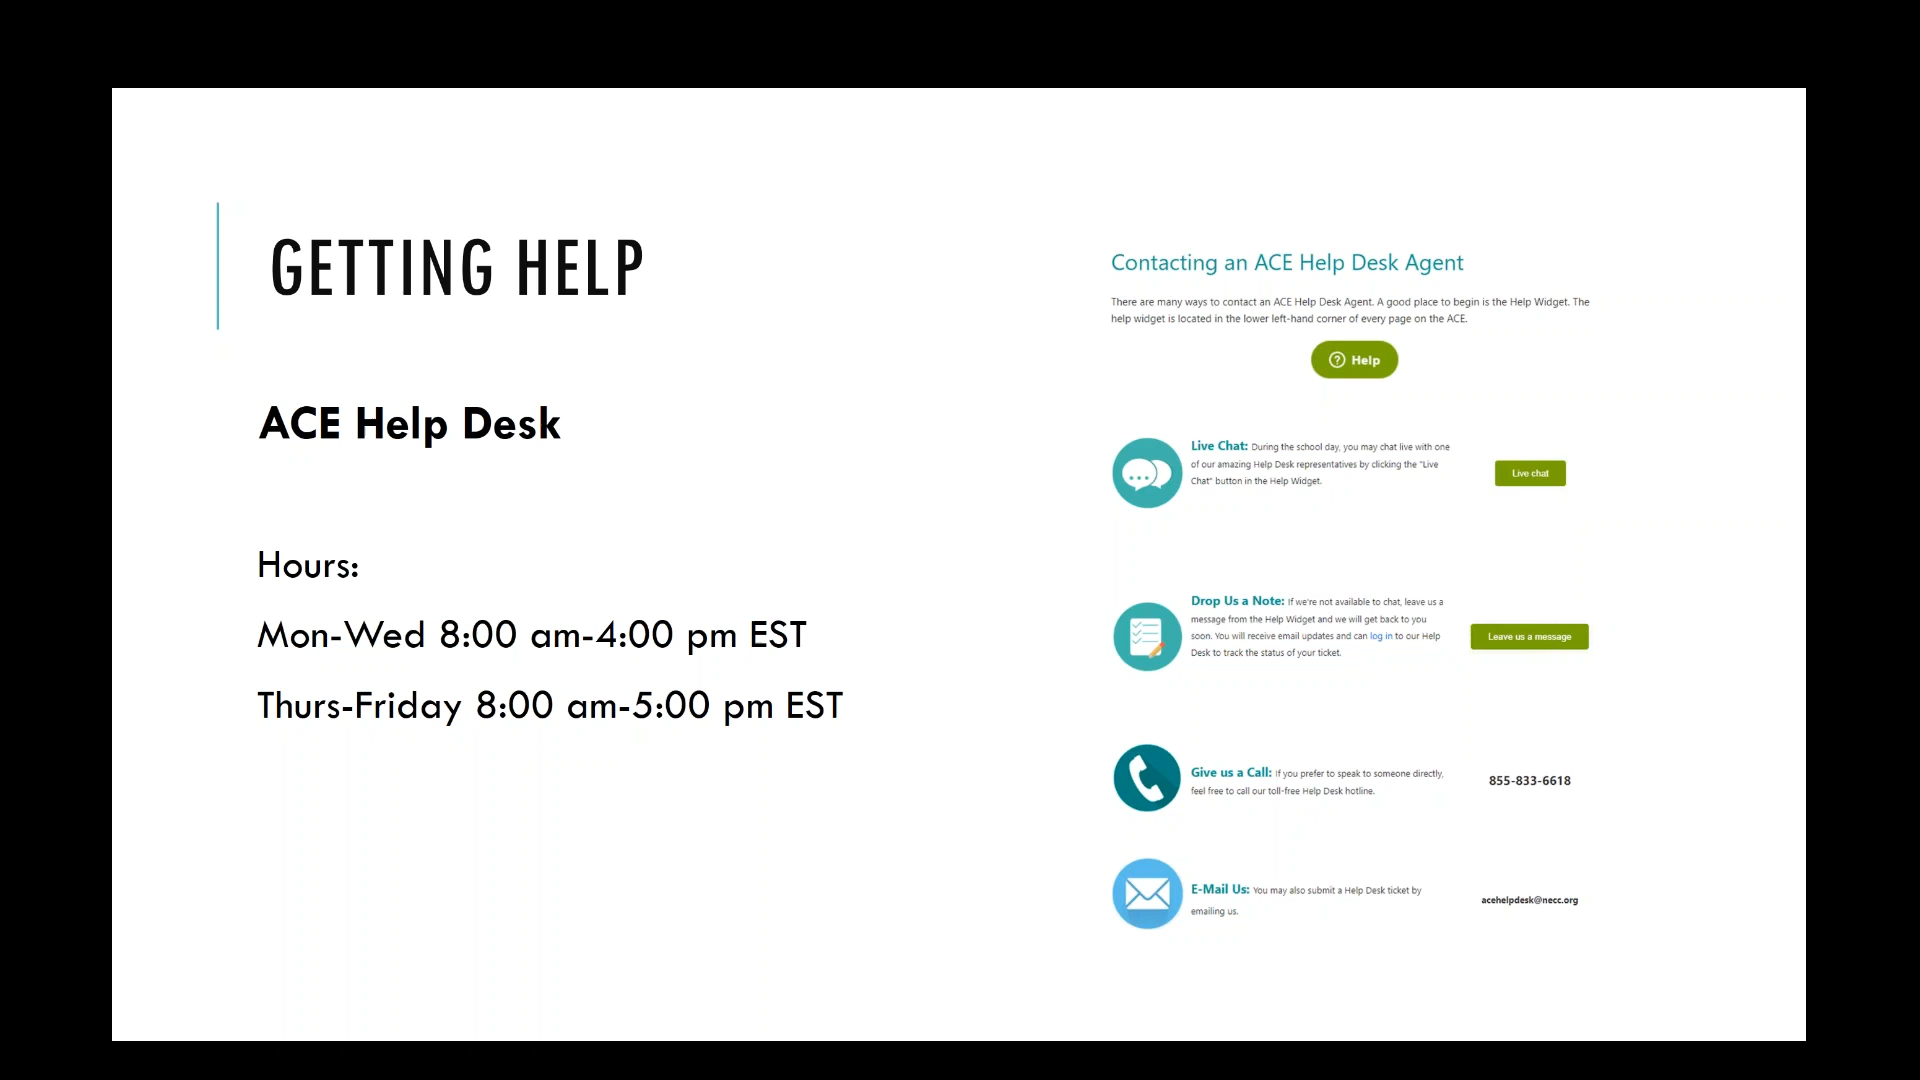 GETTING HELP
ACE Help Desk
Hours:
Mon-Wed 8:00 am-4:00 pm EST
Thurs-Friday 8:00 am-5:00 pm EST
Contacting an ACE Help Desk Agent
There are many ways to contact an ACE Help Desk Agent. A good place to begin is the Help Widget. The
help widget is located in the lower left-hand corner of every page on the ACE.
? Help
Live Chat: During the school day, you may chat live with one
of our amazing Help Desk representatives by clicking the "Live
Chat" button in the Help Widget.
Live chat
Drop Us a Note: If we're not available to chat, leave us a
message from the Help Widget and we will get back to you
soon. You will receive email updates and can log in to our Help
Desk to track the status of your ticket.
Leave us a message
Give us a Call: If you prefer to speak to someone directly,
feel free to call our toll-free Help Desk hotline.
855-833-6618
E-Mail Us: You may also submit a Help Desk ticket by
emailing us.
acehelpdesk@necc.org